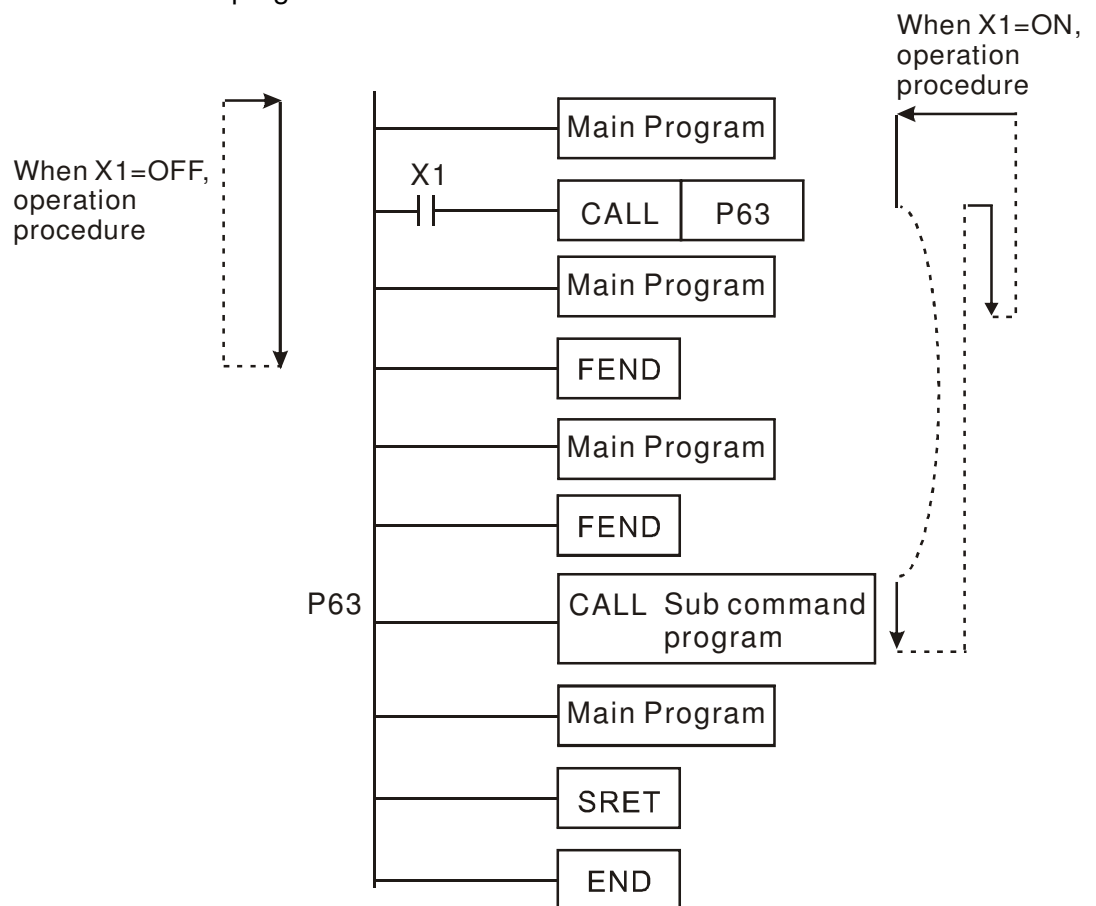 When X1=ON,
operation
procedure
Main Program
When X1=OFF,
operation
procedure
X1
CALL P63
Main Program
FEND
Main Program
FEND
P63
CALL Sub command
program
Main Program
SRET
END